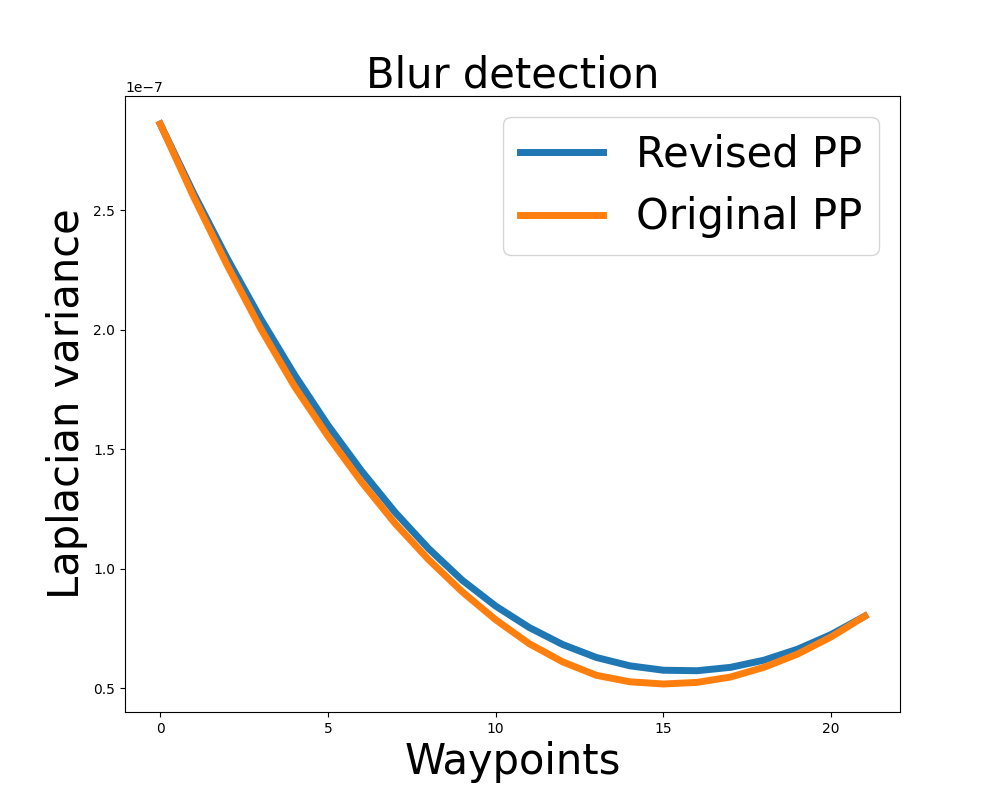 Blur detection
1e−7
Revised PP
Original PP
2.5
2.0
1.5
1.0
0.5
Laplacian variance
0 5 10 15 20
Waypoints